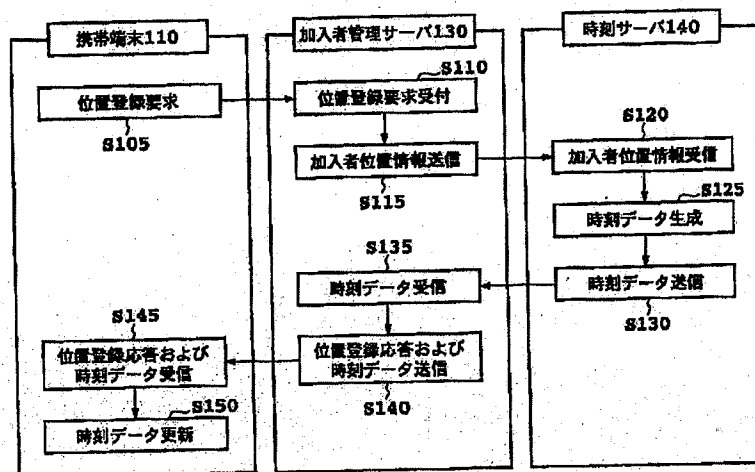 携帯端末110
加入者管理サーバ130
時刻サーバ140
位置登録要求
S105
S110
位置登録要求受付
加入者位置情報送信
S115
S120
加入者位置情報受信
S125
時刻データ生成
時刻データ送信
S130
S135
時刻データ受信
位置登録応答および
時刻データ送信
S140
S145
位置登録応答および
時刻データ受信
S150
時刻データ更新